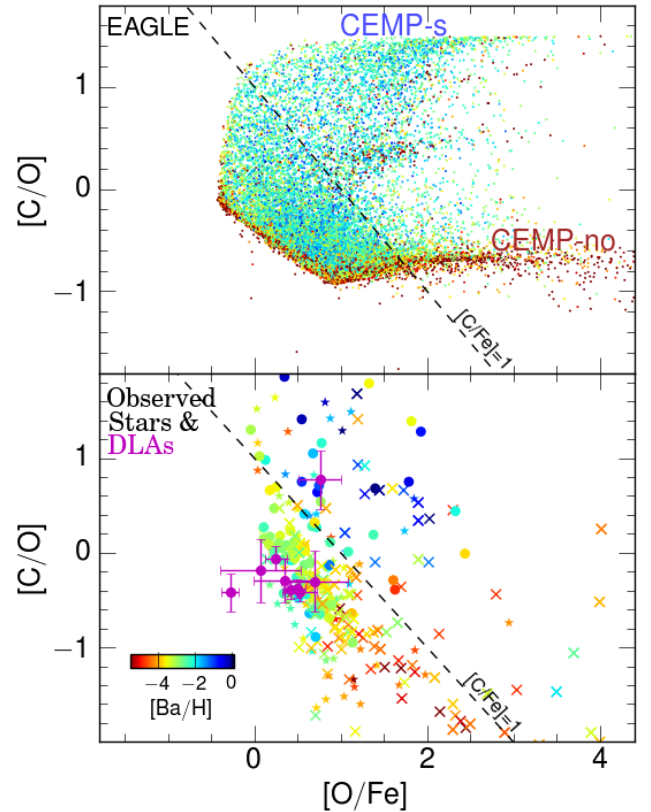 EAGLE
CEMP-s
1
[C/O]
0
CEMP-no
−1
[C/Fe]=1
Observed
Stars &
DLAs
1
[C/O]
0
−1
−4 −2 0
[Ba/H]
[C/Fe]=1
0 2 4
[O/Fe]